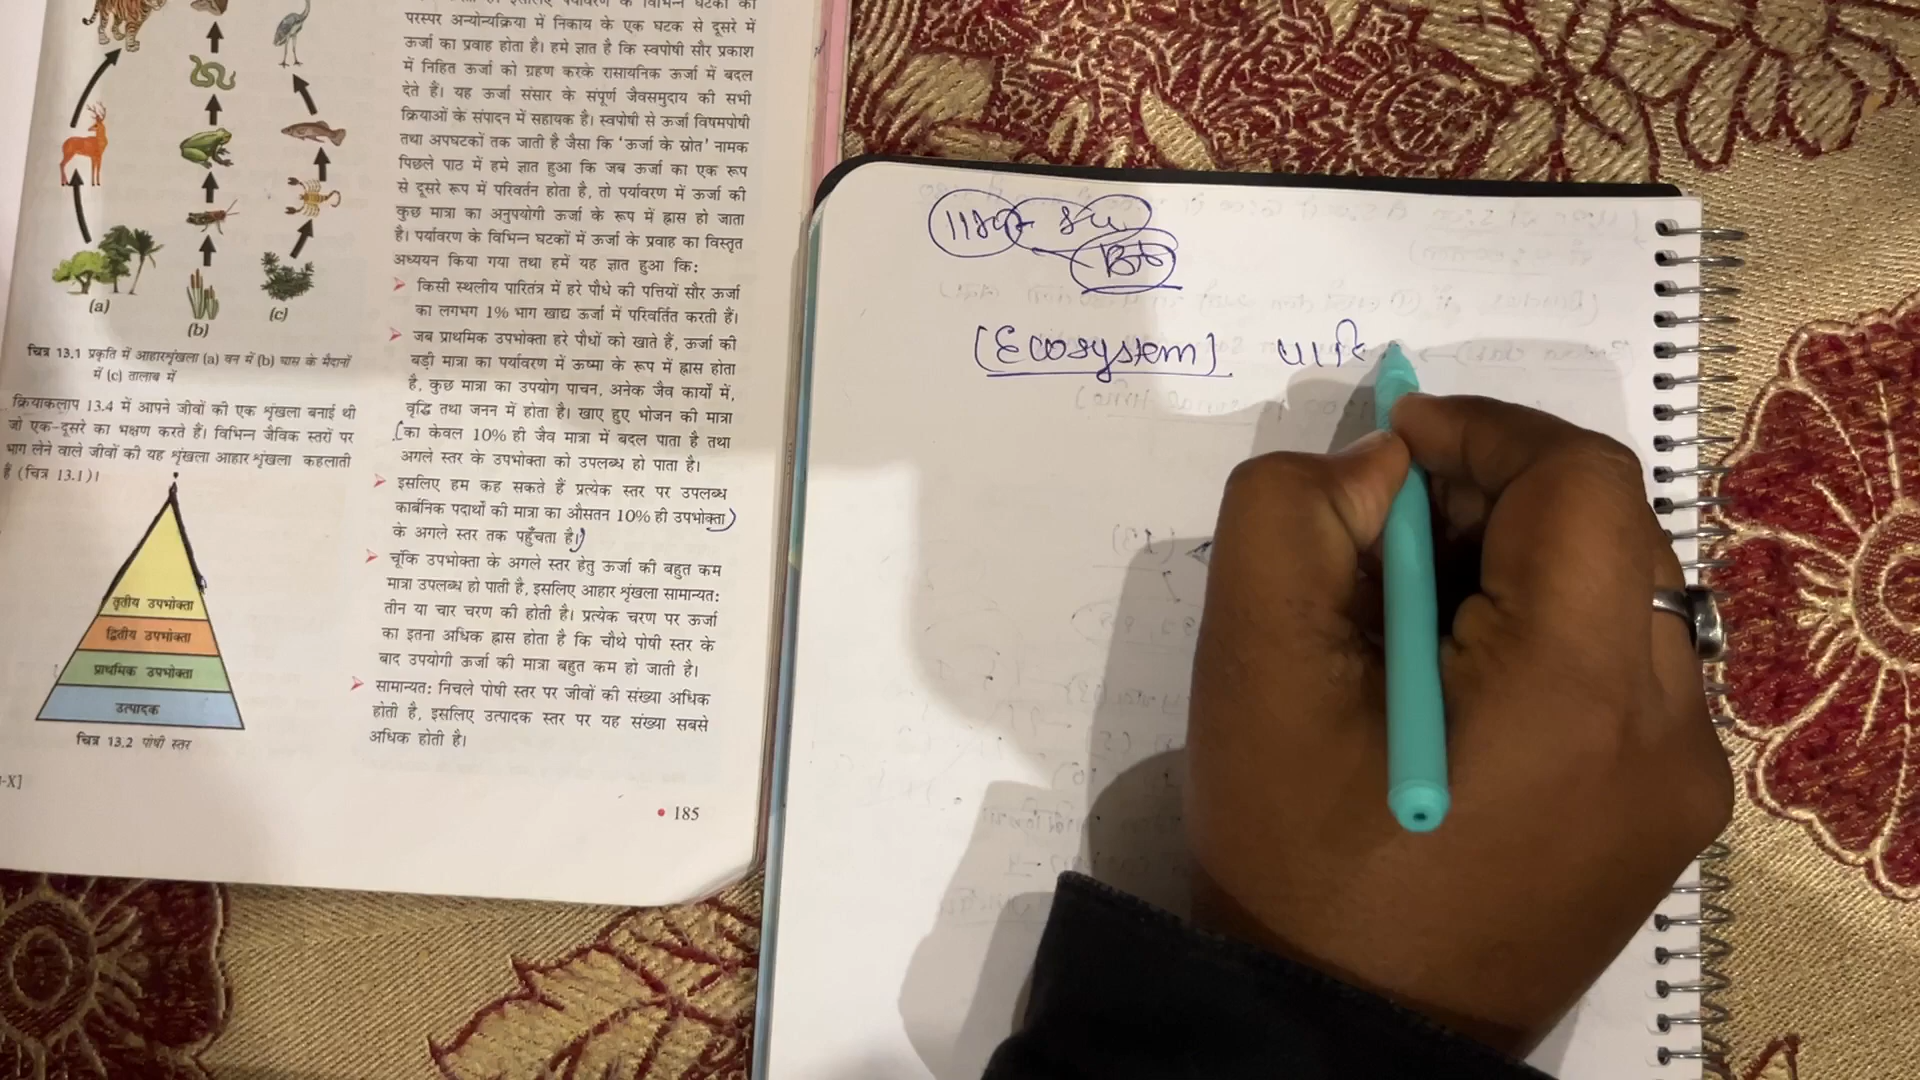 (a)
(b)
(c)
चित्र 13.1 प्रकृति में आहारशृंखला (a) वन में (b) घास के मैदानों
में (c) तालाब में
क्रियाकलाप 13.4 में आपने जीवों की एक शृंखला बनाई थी
जो एक-दूसरे का भक्षण करते हैं। विभिन्न जैविक स्तरों पर
भाग लेने वाले जीवों की यह शृंखला आहार शृंखला कहलाती
है (चित्र 13.1)।
तृतीय उपभोक्ता
द्वितीय उपभोक्ता
प्राथमिक उपभोक्ता
उत्पादक
चित्र 13.2 पोषी स्तर
-X]
परस्पर अन्योन्यक्रिया में निकाय के एक घटक से दूसरे में
ऊर्जा का प्रवाह होता है। हमे ज्ञात है कि स्वपोषी सौर प्रकाश
में निहित ऊर्जा को ग्रहण करके रासायनिक ऊर्जा में बदल
देते हैं। यह ऊर्जा संसार के संपूर्ण जैवसमुदाय की सभी
क्रियाओं के संपादन में सहायक है। स्वपोषी से ऊर्जा विषमपोषी
तथा अपघटकों तक जाती है जैसा कि ‘ऊर्जा के स्रोत’ नामक
पिछले पाठ में हमे ज्ञात हुआ कि जब ऊर्जा का एक रूप
से दूसरे रूप में परिवर्तन होता है, तो पर्यावरण में ऊर्जा की
कुछ मात्रा का अनुपयोगी ऊर्जा के रूप में ह्रास हो जाता
है। पर्यावरण के विभिन्न घटकों में ऊर्जा के प्रवाह का विस्तृत
अध्ययन किया गया तथा हमें यह ज्ञात हुआ कि:
किसी स्थलीय पारितंत्र में हरे पौधे की पत्तियों सौर ऊर्जा
का लगभग 1% भाग खाद्य ऊर्जा में परिवर्तित करती हैं।
जब प्राथमिक उपभोक्ता हरे पौधों को खाते हैं, ऊर्जा की
बड़ी मात्रा का पर्यावरण में ऊष्मा के रूप में ह्रास होता
है, कुछ मात्रा का उपयोग पाचन, अनेक जैव कार्यों में,
वृद्धि तथा जनन में होता है। खाए हुए भोजन की मात्रा
का केवल 10% ही जैव मात्रा में बदल पाता है तथा
अगले स्तर के उपभोक्ता को उपलब्ध हो पाता है।
इसलिए हम कह सकते हैं प्रत्येक स्तर पर उपलब्ध
कार्बनिक पदार्थों की मात्रा का औसतन 10% ही उपभोक्ता
के अगले स्तर तक पहुँचता है।
चूँकि उपभोक्ता के अगले स्तर हेतु ऊर्जा की बहुत कम
मात्रा उपलब्ध हो पाती है, इसलिए आहार शृंखला सामान्यत:
तीन या चार चरण की होती है। प्रत्येक चरण पर ऊर्जा
का इतना अधिक ह्रास होता है कि चौथे पोषी स्तर के
बाद उपयोगी ऊर्जा की मात्रा बहुत कम हो जाती है।
सामान्यत: निचले पोषी स्तर पर जीवों की संख्या अधिक
होती है, इसलिए उत्पादक स्तर पर यह संख्या सबसे
अधिक होती है।
185
(Ecosystem)